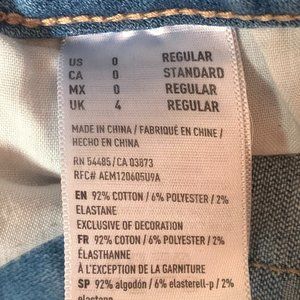 US 0 REGULAR
CA 0 STANDARD
MX 0 REGULAR
UK 4 REGULAR
MADE IN CHINA / FABRIQUÉ EN CHINE /
HECHO EN CHINA
RN 54485 / CA 03873
RFC# AEM120605U9A
EN 92% COTTON / 6% POLYESTER / 2%
ELASTANE
EXCLUSIVE OF DECORATION
FR 92% COTON / 6% POLYESTER / 2%
ÉLASTHANNE
À L'EXCEPTION DE LA GARNITURE
SP 92% algodón / 6% elasterell-p / 2%
elastano